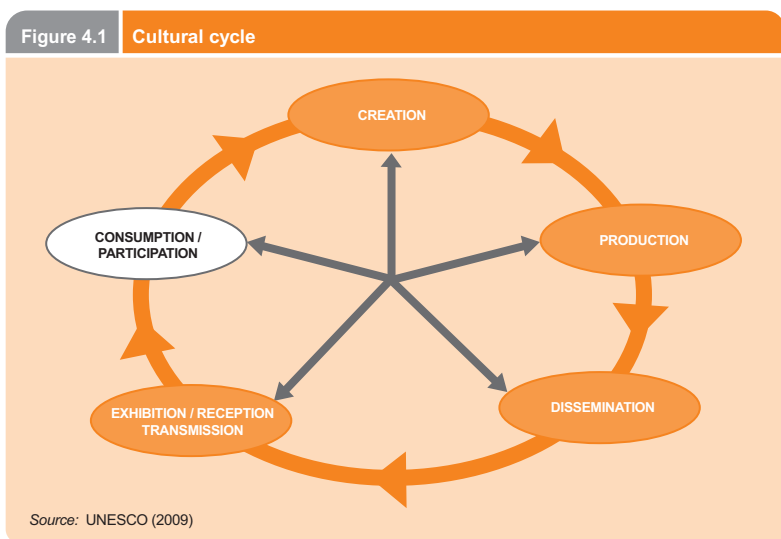 Figure 4.1 Cultural cycle
CREATION
CONSUMPTION /
PARTICIPATION
PRODUCTION
EXHIBITION / RECEPTION
TRANSMISSION
DISSEMINATION
Source: UNESCO (2009)